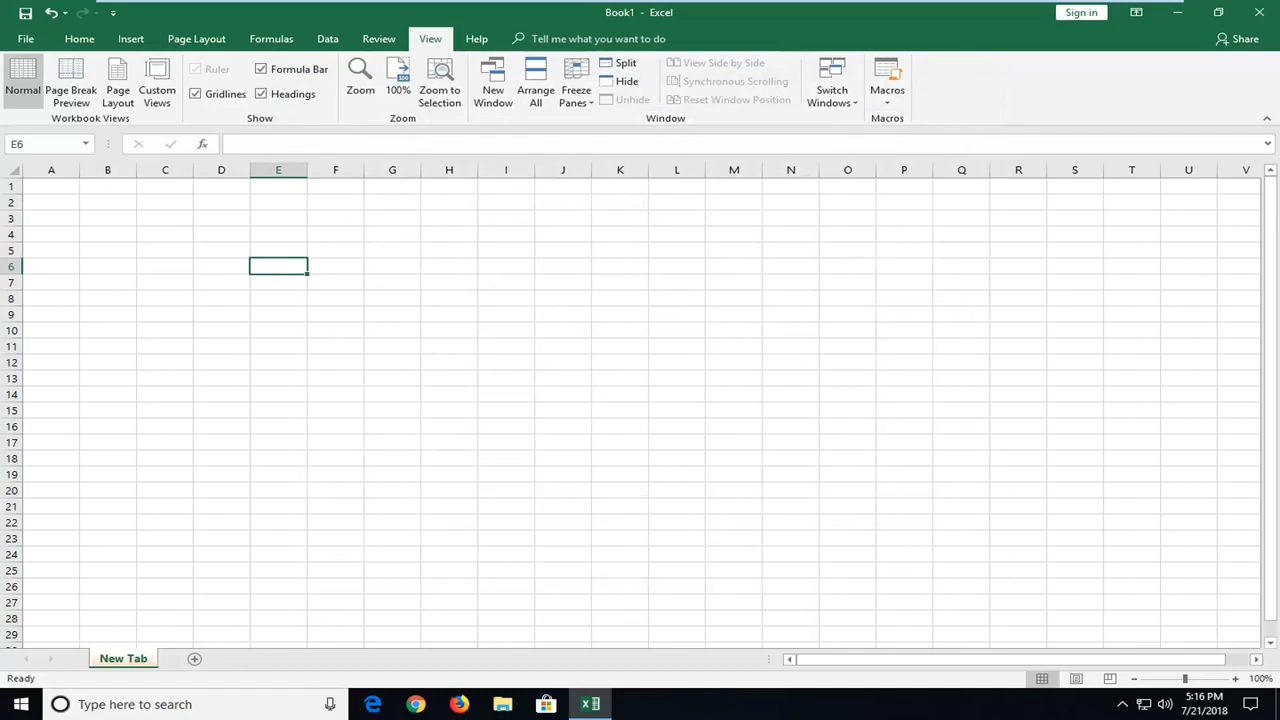 Book1 - Excel
Sign in
File Home Insert Page Layout Formulas Data Review View Help Tell me what you want to do Share
Normal
Page Break Preview
Page Layout
Custom Views
Workbook Views
Ruler
Formula Bar
Gridlines
Headings
Show
Zoom
100
100%
Zoom to Selection
Zoom
New Window
Arrange All
Freeze Panes
Split
Hide
Unhide
View Side by Side
Synchronous Scrolling
Reset Window Position
Switch Windows
Window
Macros
Macros
E6
fx
A B C D E F G H I J K L M N O P Q R S T U V
1
2
3
4
5
6
7
8
9
10
11
12
13
14
15
16
17
18
19
20
21
22
23
24
25
26
27
28
29
New Tab
Ready
100%
Type here to search
5:16 PM
7/21/2018